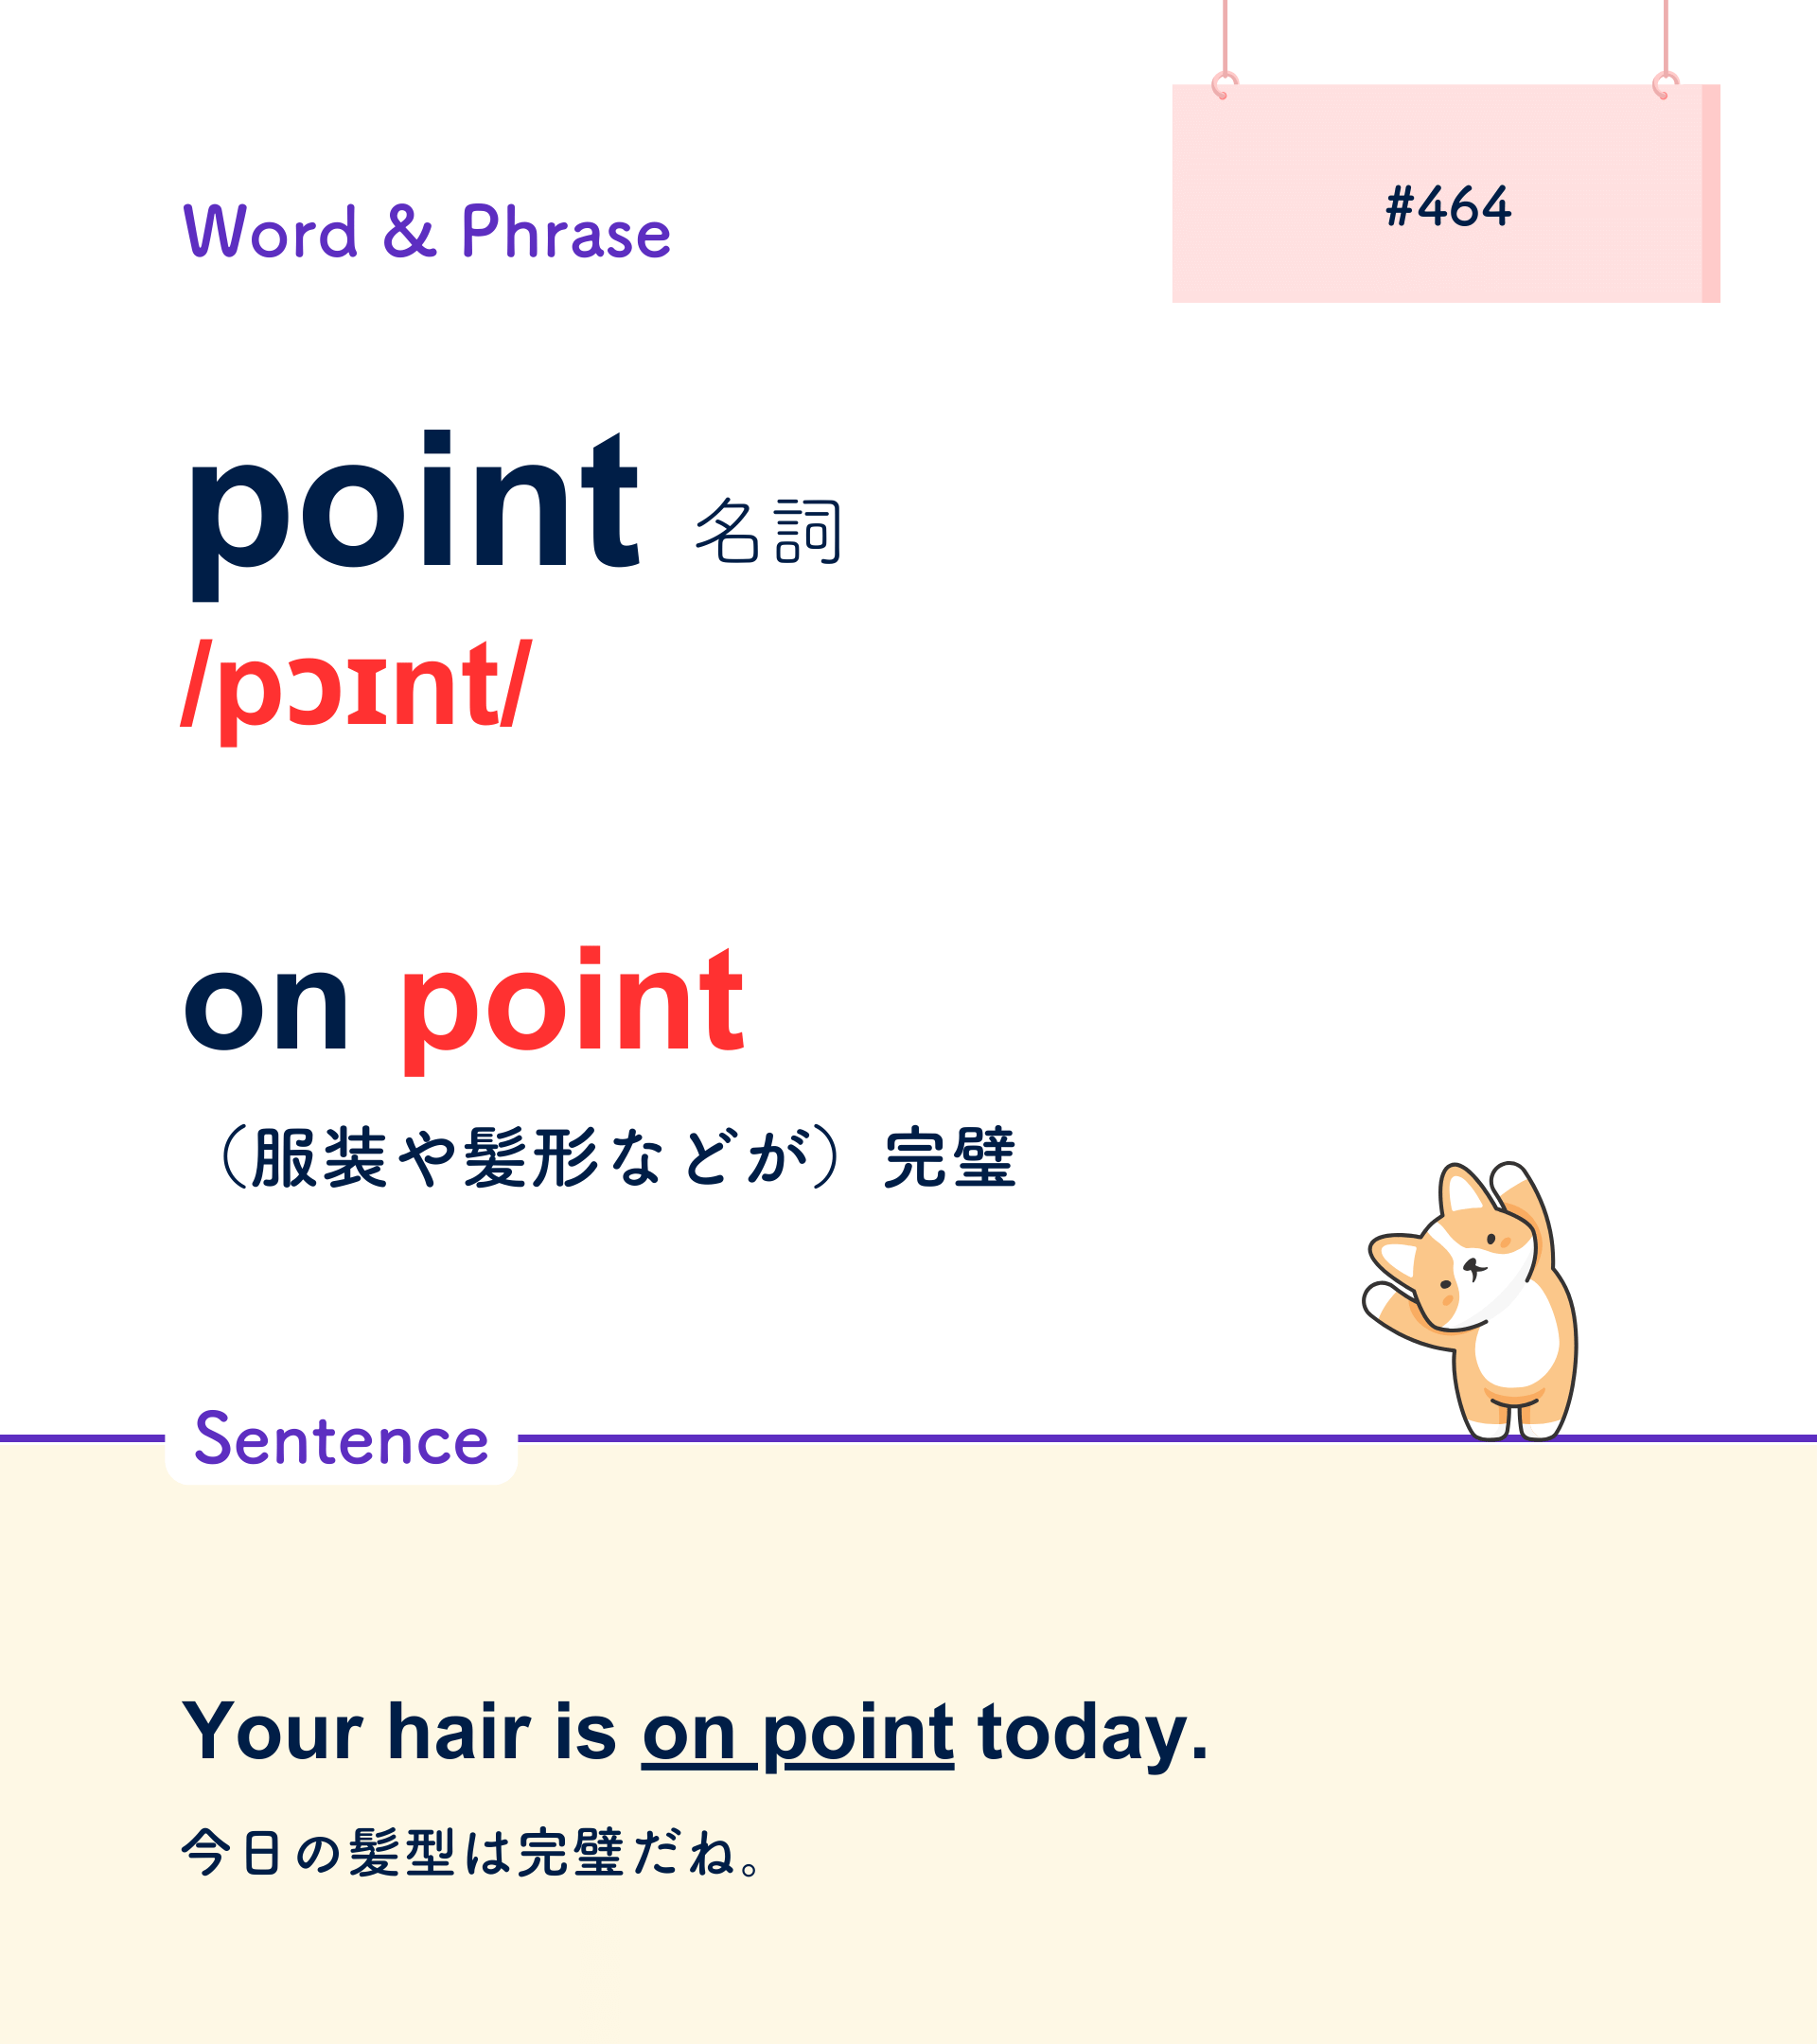 #464
Word & Phrase
point 名詞
/pɔɪnt/
on point
（服装や髪形などが）完璧
Sentence
Your hair is on point today.
今日の髪型は完璧だね。